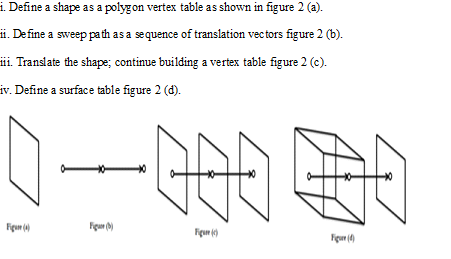 i. Define a shape as a polygon vertex table as shown in figure 2 (a).
ii. Define a sweep path as a sequence of translation vectors figure 2 (b).
iii. Translate the shape; continue building a vertex table figure 2 (c).
iv. Define a surface table figure 2 (d).
Figure (a)
Figure (b)
Figure (c)
Figure (d)